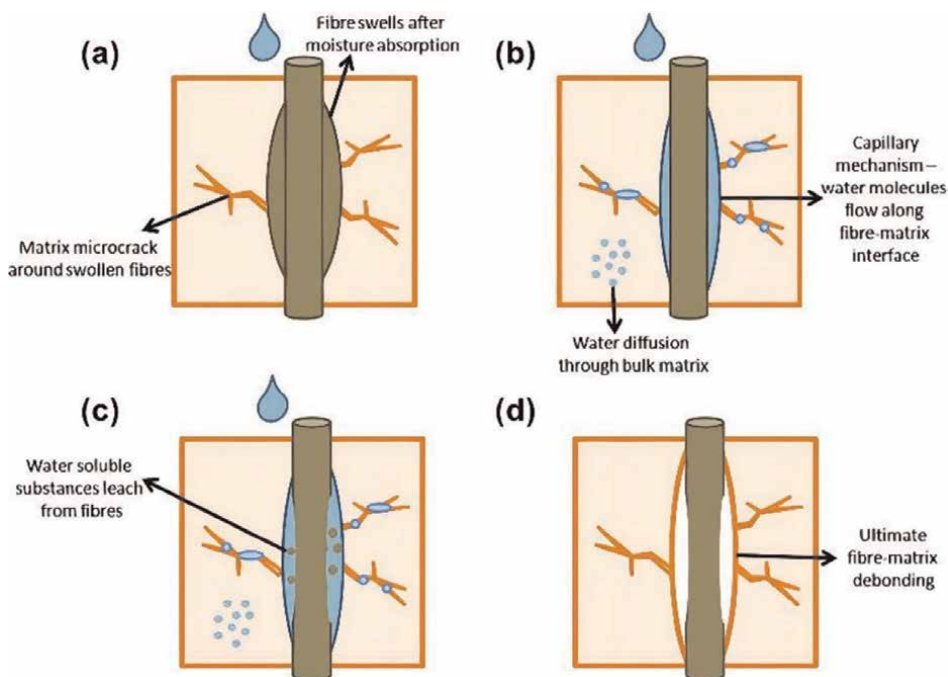 (a)
Fibre swells after
moisture absorption
Matrix microcrack
around swollen fibres
(b)
Capillary
mechanism –
water molecules
flow along
fibre-matrix
interface
Water diffusion
through bulk matrix
(c)
Water soluble
substances leach
from fibres
(d)
Ultimate
fibre-matrix
debonding